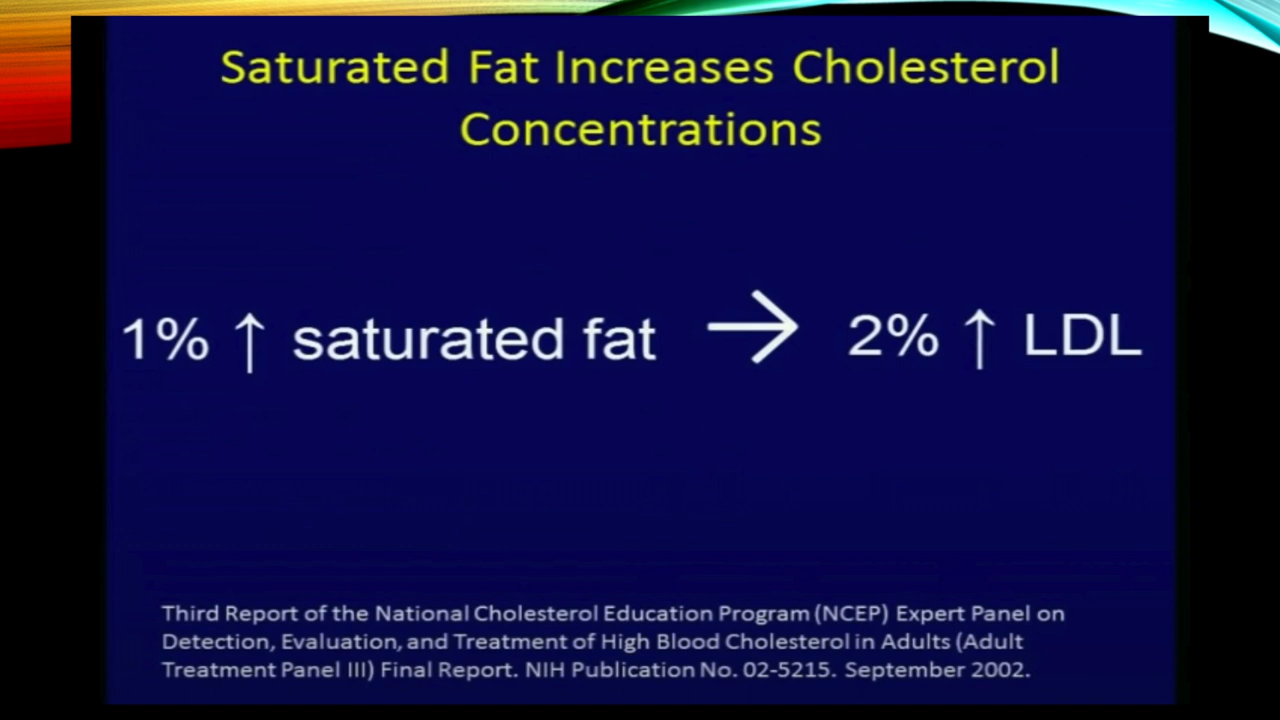 Saturated Fat Increases Cholesterol
Concentrations
1% ↑ saturated fat → 2% ↑ LDL
Third Report of the National Cholesterol Education Program (NCEP) Expert Panel on
Detection, Evaluation, and Treatment of High Blood Cholesterol in Adults (Adult
Treatment Panel III) Final Report. NIH Publication No. 02-5215. September 2002.